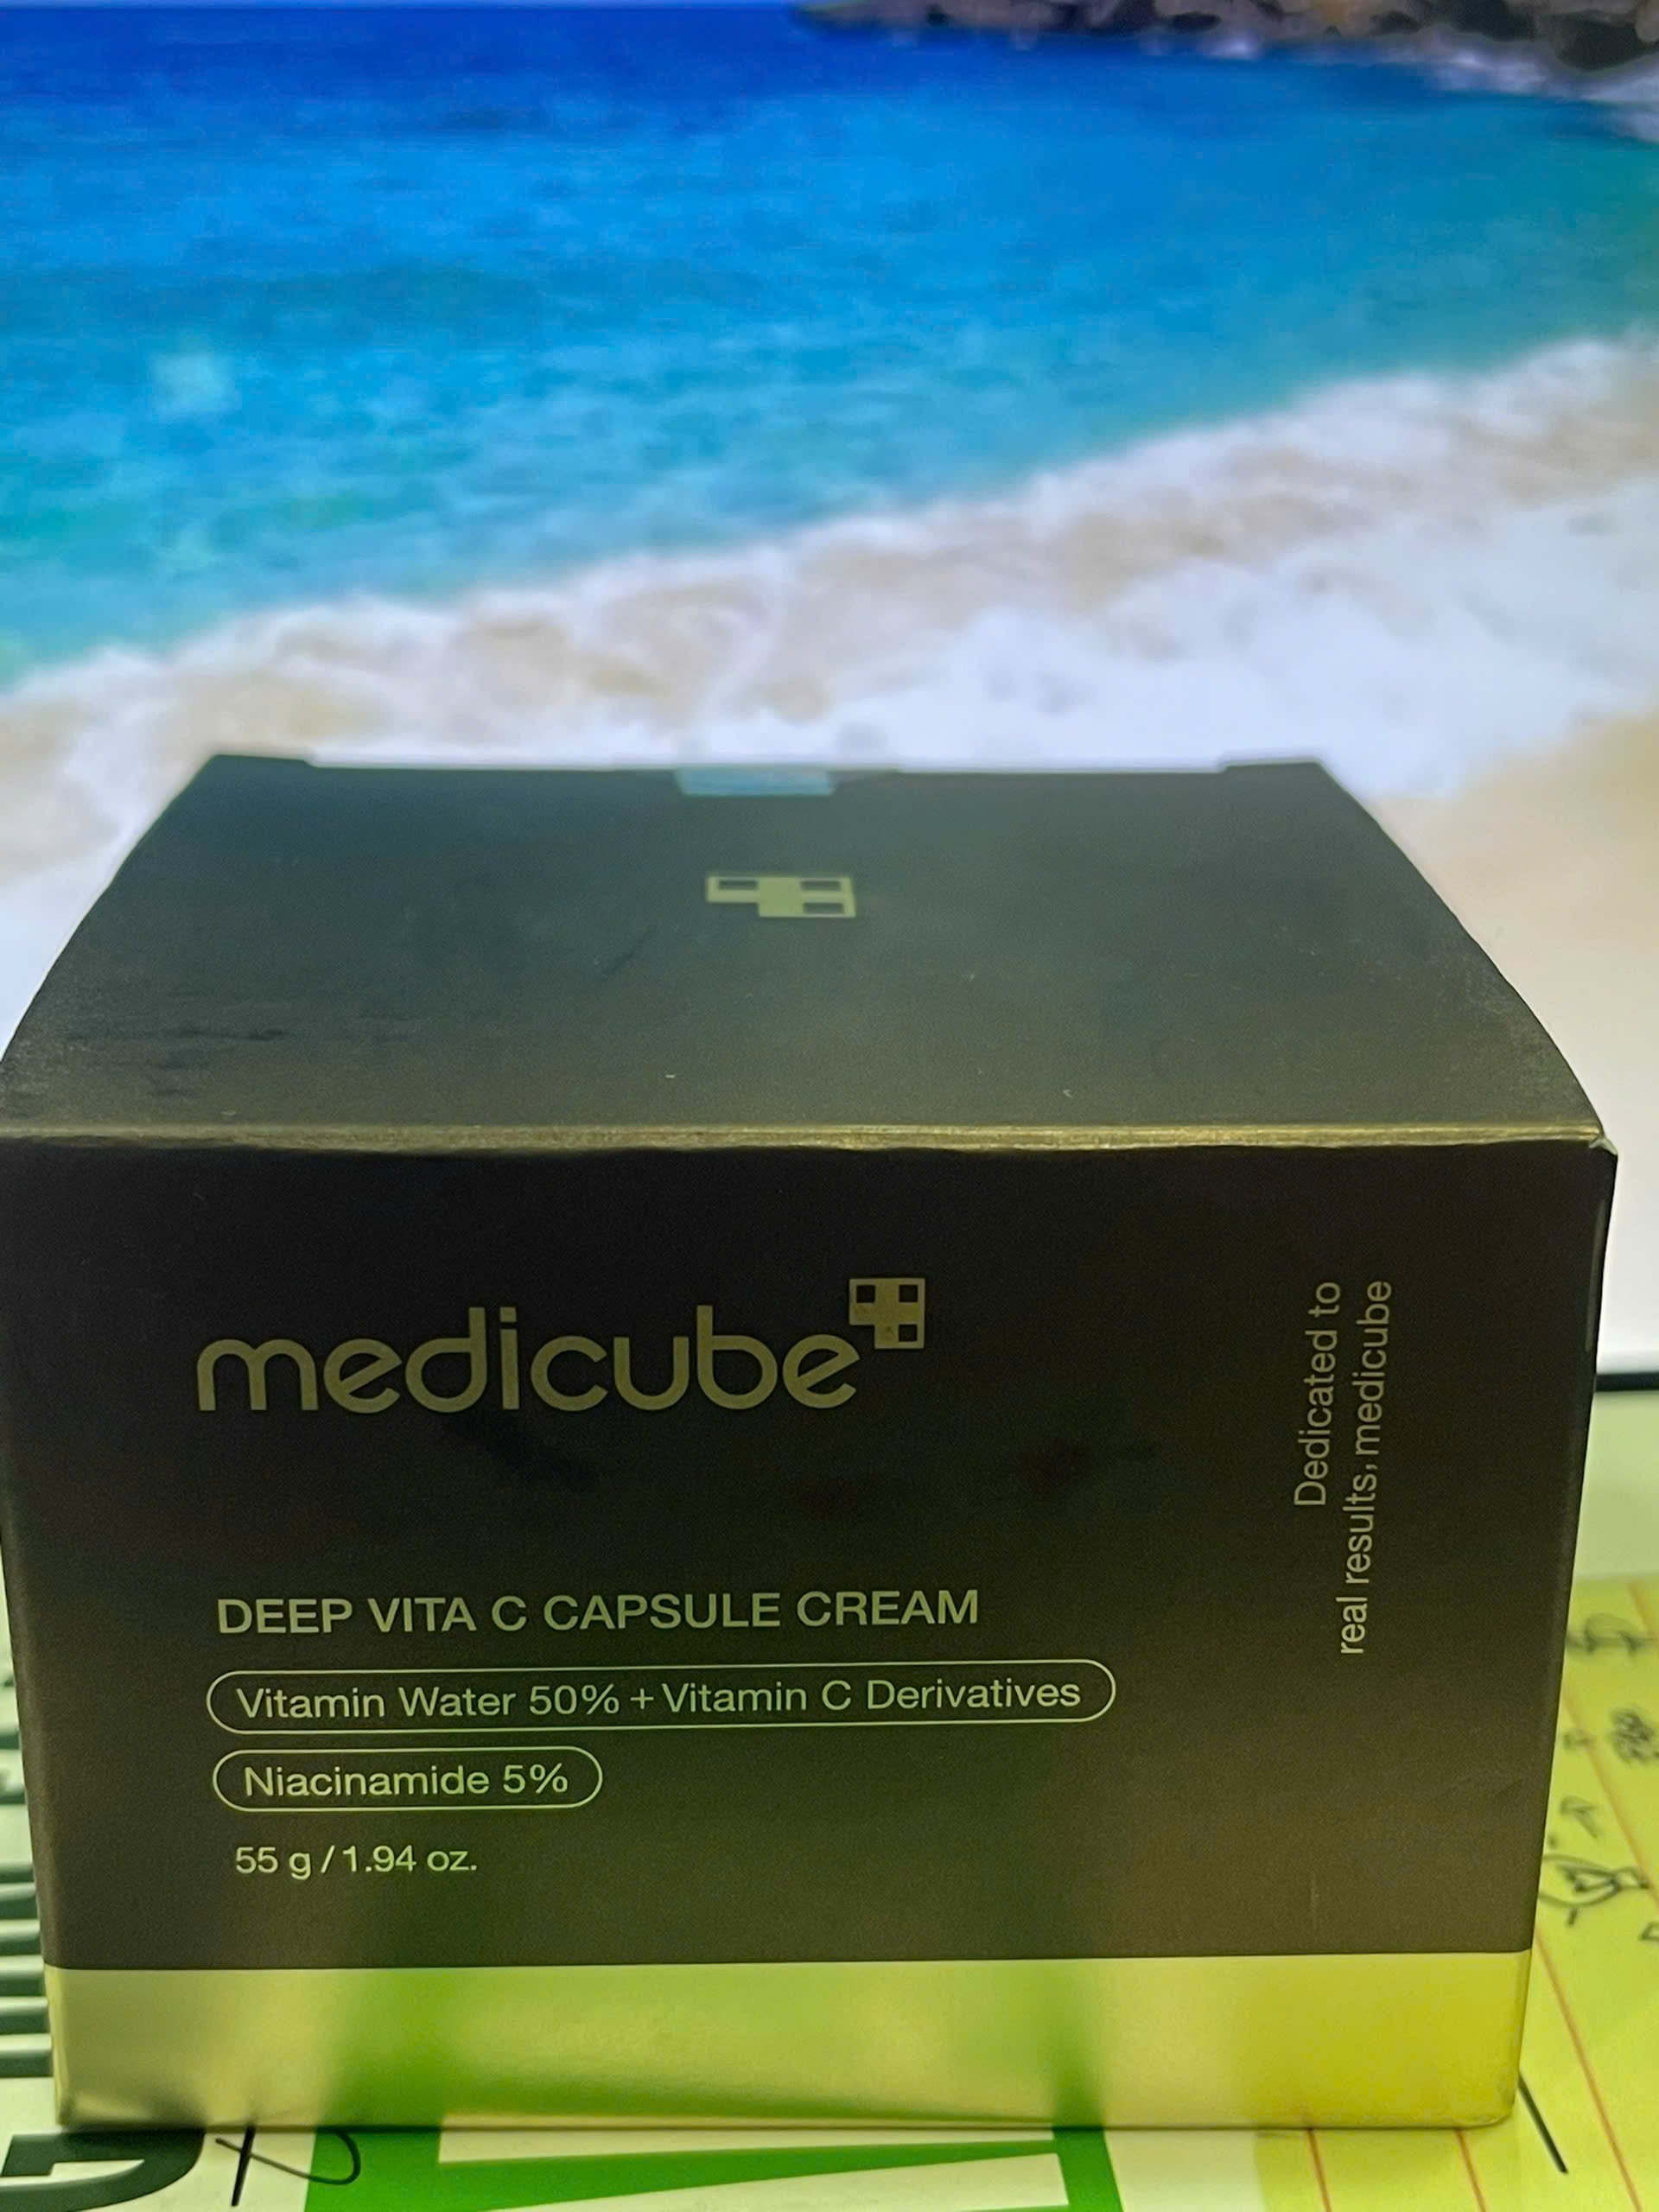 medicube
DEEP VITA C CAPSULE CREAM
Vitamin Water 50% + Vitamin C Derivatives
Niacinamide 5%
55 g / 1.94 oz.
Dedicated to
real results, medicube